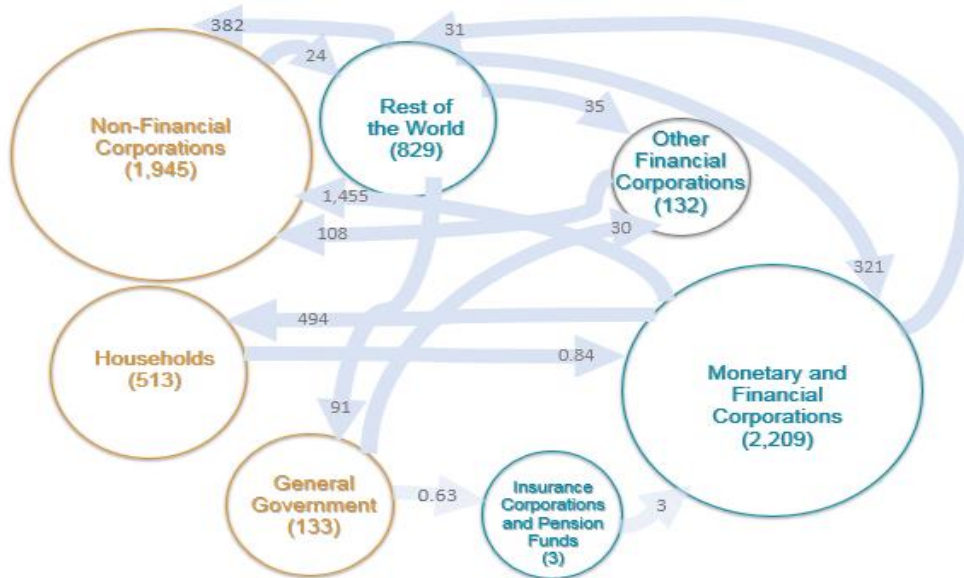 382
31
24
Non-Financial
Corporations
(1,945)
Rest of
the World
(829)
35
Other
Financial
Corporations
(132)
1,455
108
30
321
494
Households
(513)
0.84
Monetary and
Financial
Corporations
(2,209)
91
General
Government
(133)
0.63
Insurance
Corporations
and Pension
Funds
(3)
3